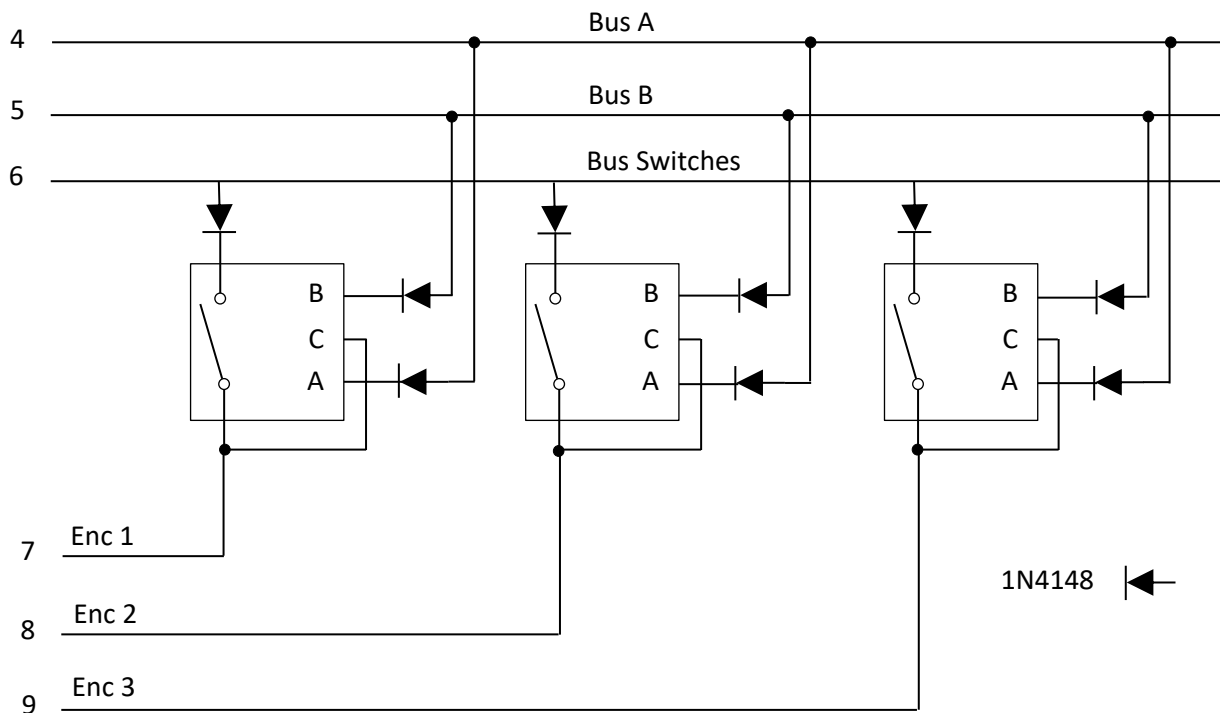 4 Bus A
5 Bus B
6 Bus Switches
B B B
C C C
A A A
7 Enc 1
1N4148
8 Enc 2
9 Enc 3